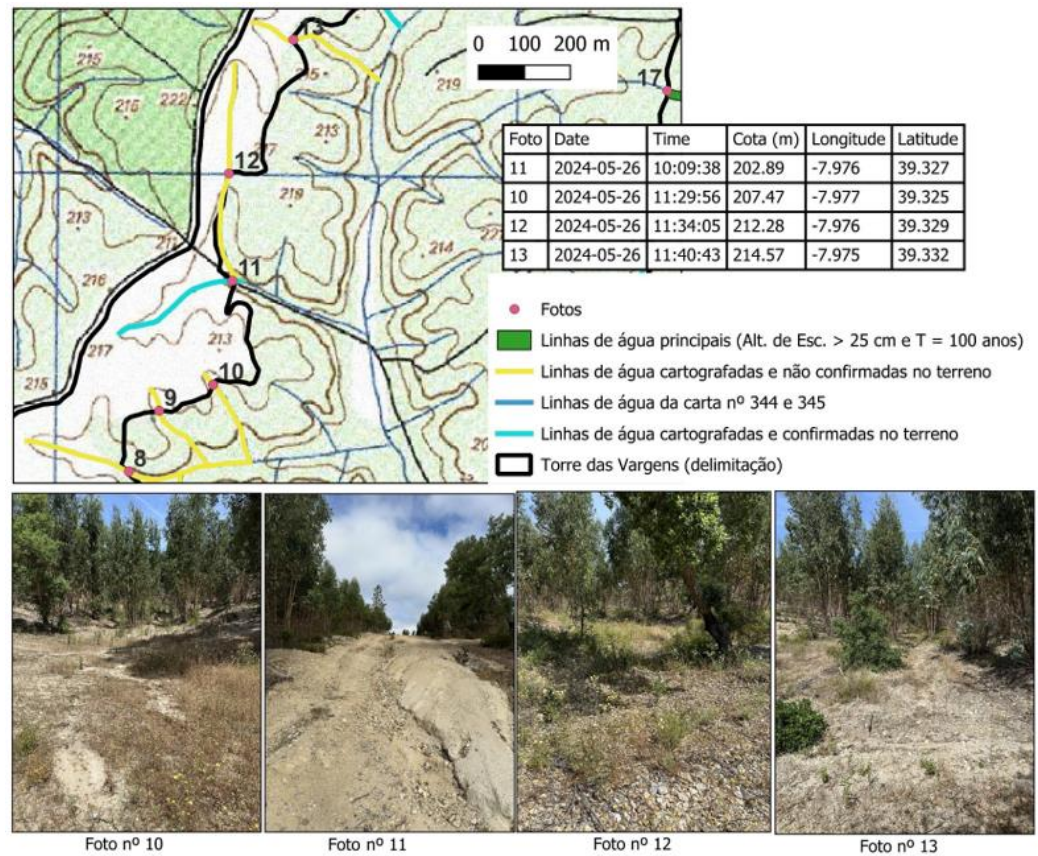 13
0 100 200 m
215
215
219
17
216
222
213
217
12
219
213
211
214
11
216
213
217
10
215
9
8
Foto Date Time Cota (m) Longitude Latitude
11 2024-05-26 10:09:38 202.89 -7.976 39.327
10 2024-05-26 11:29:56 207.47 -7.977 39.325
12 2024-05-26 11:34:05 212.28 -7.976 39.329
13 2024-05-26 11:40:43 214.57 -7.975 39.332
Fotos
Linhas de água principais (Alt. de Esc. > 25 cm e T = 100 anos)
Linhas de água cartografadas e não confirmadas no terreno
Linhas de água da carta nº 344 e 345
Linhas de água cartografadas e confirmadas no terreno
Torre das Vargens (delimitação)
Foto nº 10
Foto nº 11
Foto nº 12
Foto nº 13